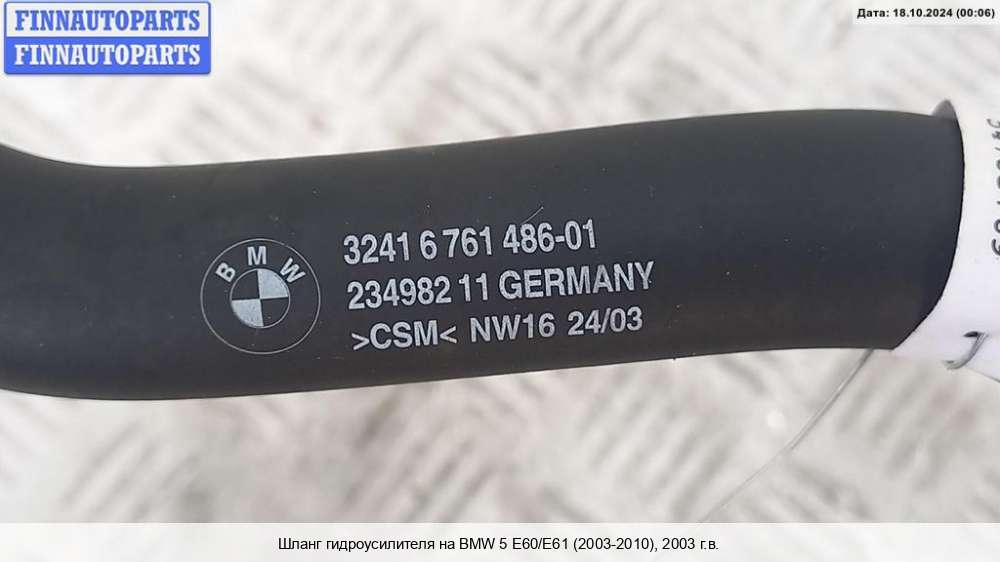 FINNAUTOPARTS
FINNAUTOPARTS
Дата: 18.10.2024 (00:06)
BMW
3241 6 761 486-01
234982 11 GERMANY
>CSM< NW16 24/03
Шланг гидроусилителя на BMW 5 E60/E61 (2003-2010), 2003 г.в.